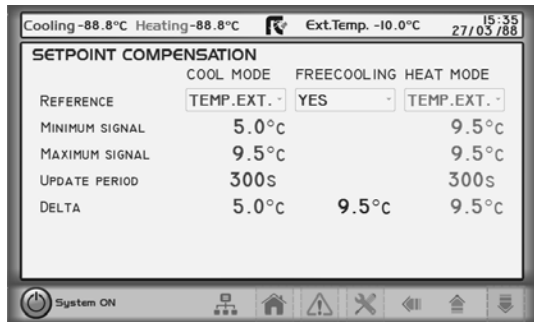 Cooling -88.8°C Heating -88.8°C Ext.Temp. -10.0°C 15:35
27/03/88
SETPOINT COMPENSATION
COOL MODE FREECOOLING HEAT MODE
REFERENCE TEMP.EXT. YES TEMP.EXT.
MINIMUM SIGNAL 5.0°C 9.5°C
MAXIMUM SIGNAL 9.5°C 9.5°C
UPDATE PERIOD 300S 300S
DELTA 5.0°C 9.5°C 9.5°C
System ON